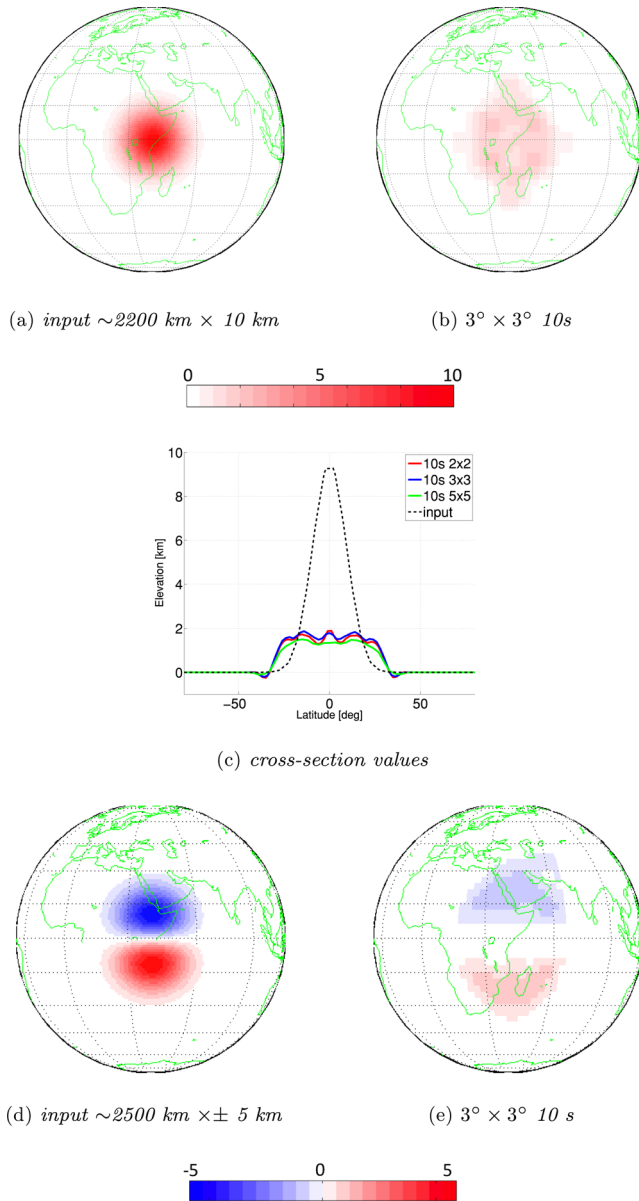 (a) input ~2200 km × 10 km
(b) 3° × 3° 10s
0 5 10
10
8
6
4
2
0
Elevation [km]
10s 2x2
10s 3x3
10s 5x5
input
−50 0 50
Latitude [deg]
(c) cross-section values
(d) input ~2500 km ×± 5 km
(e) 3° × 3° 10 s
-5 0 5